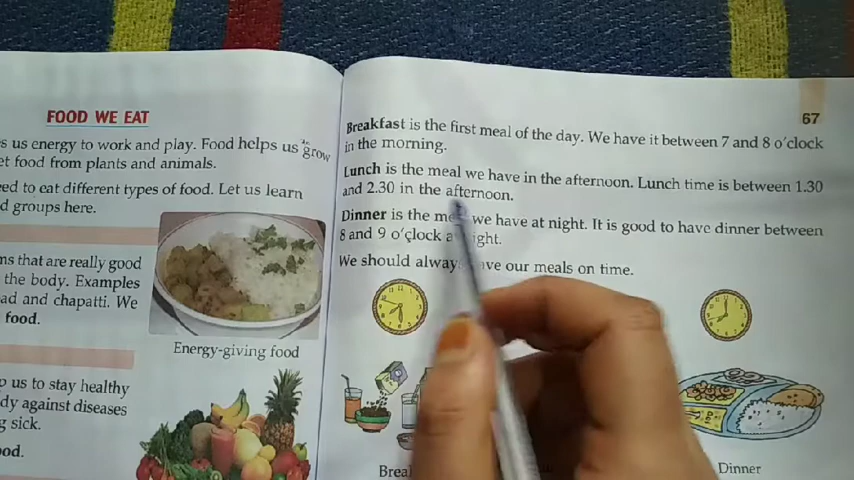 FOOD WE EAT
s us energy to work and play. Food helps us grow
et food from plants and animals.
ed to eat different types of food. Let us learn
d groups here.
ns that are really good
the body. Examples
ad and chapatti. We
food.
Energy-giving food
p us to stay healthy
dy against diseases
g sick.
od.
67
Breakfast is the first meal of the day. We have it between 7 and 8 o'clock
in the morning.
Lunch is the meal we have in the afternoon. Lunch time is between 1.30
and 2.30 in the afternoon.
Dinner is the me we have at night. It is good to have dinner between
8 and 9 o'clock a ight.
We should always ave our meals on time.
Brea
Dinner